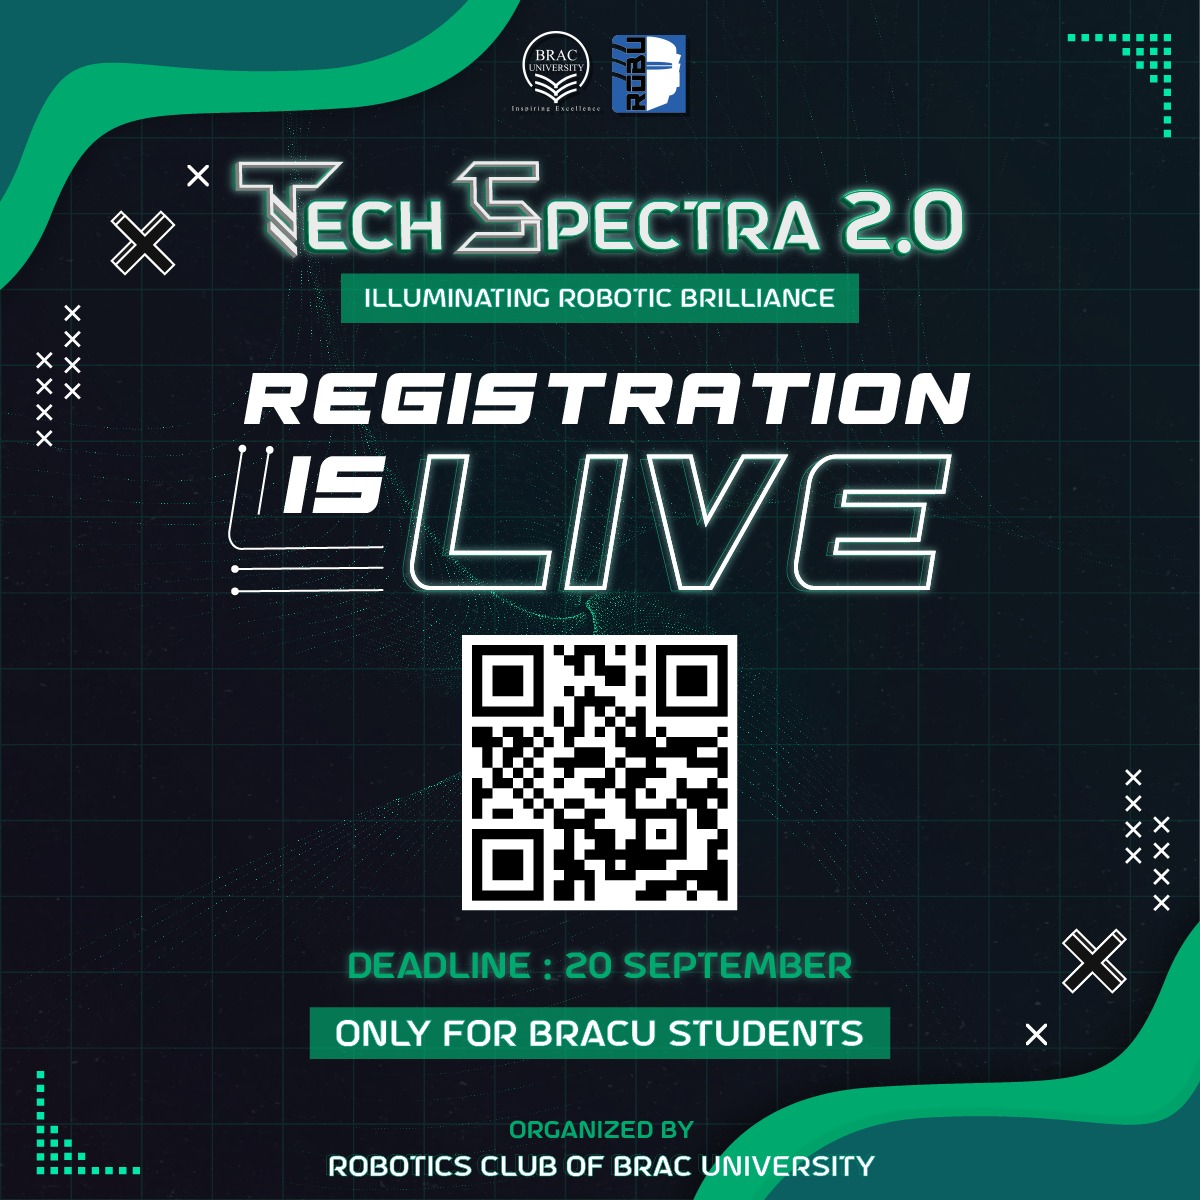 BRAC
UNIVERSITY
Inspiring Excellence
ROBU
TECH SPECTRA 2.0
ILLUMINATING ROBOTIC BRILLIANCE
REGISTRATION
IS LIVE
DEADLINE : 20 SEPTEMBER
ONLY FOR BRACU STUDENTS
ORGANIZED BY
ROBOTICS CLUB OF BRAC UNIVERSITY